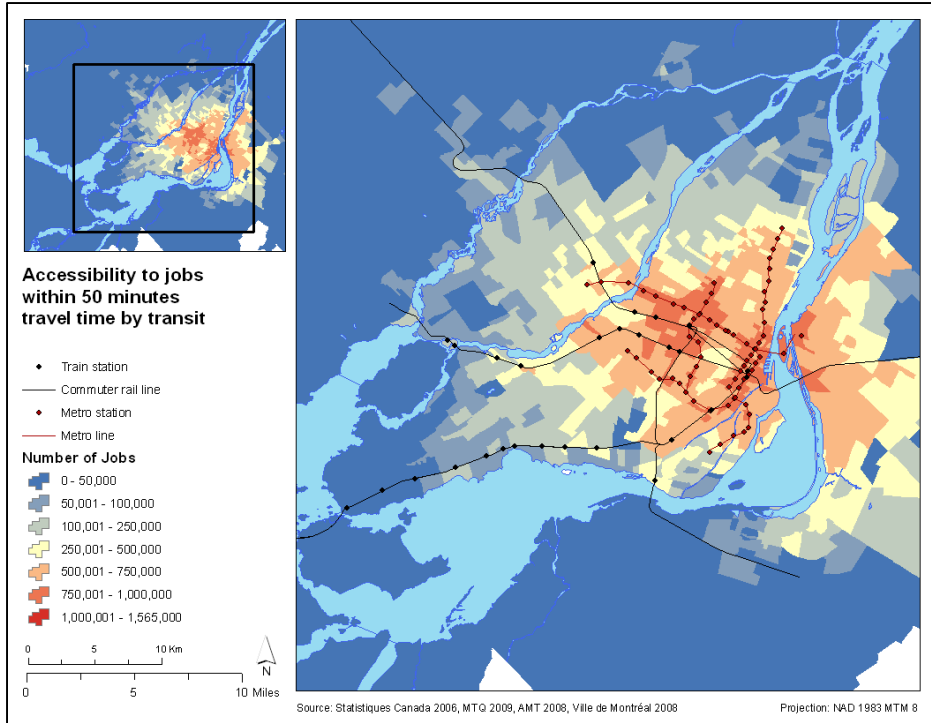 Accessibility to jobs
within 50 minutes
travel time by transit
Train station
Commuter rail line
Metro station
Metro line
Number of Jobs
0 - 50,000
50,001 - 100,000
100,001 - 250,000
250,001 - 500,000
500,001 - 750,000
750,001 - 1,000,000
1,000,001 - 1,565,000
0 5 10 Km
N
0 5 10 Miles
Source: Statistiques Canada 2006, MTQ 2009, AMT 2008, Ville de Montréal 2008 Projection: NAD 1983 MTM 8